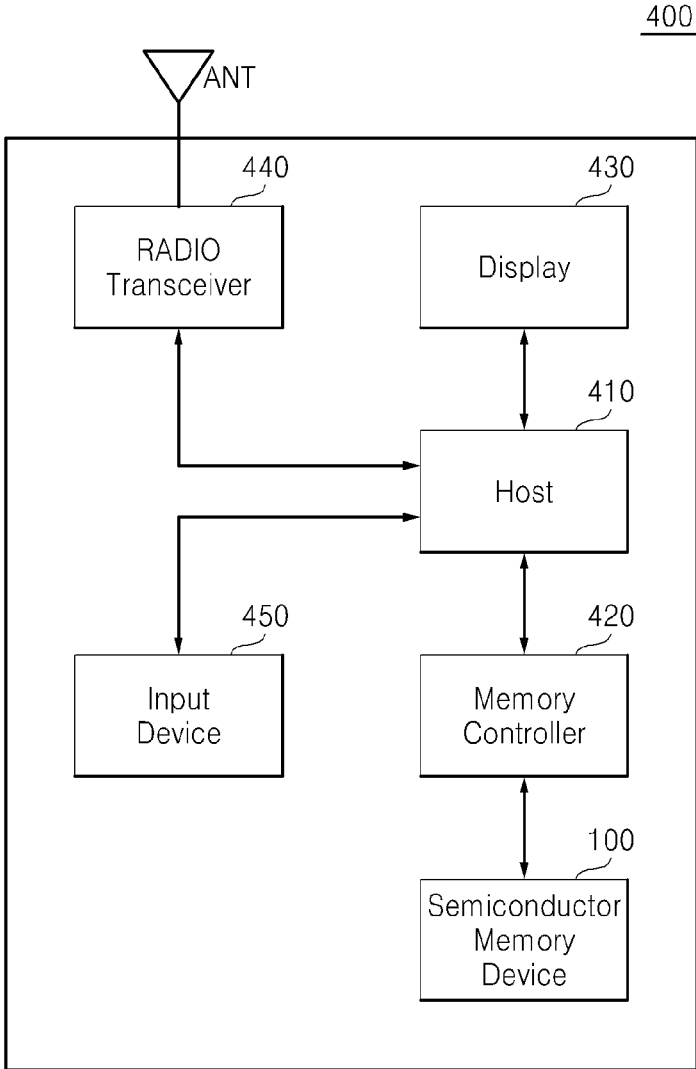 400
ANT
440
RADIO
Transceiver
430
Display
410
Host
450
Input
Device
420
Memory
Controller
100
Semiconductor
Memory
Device